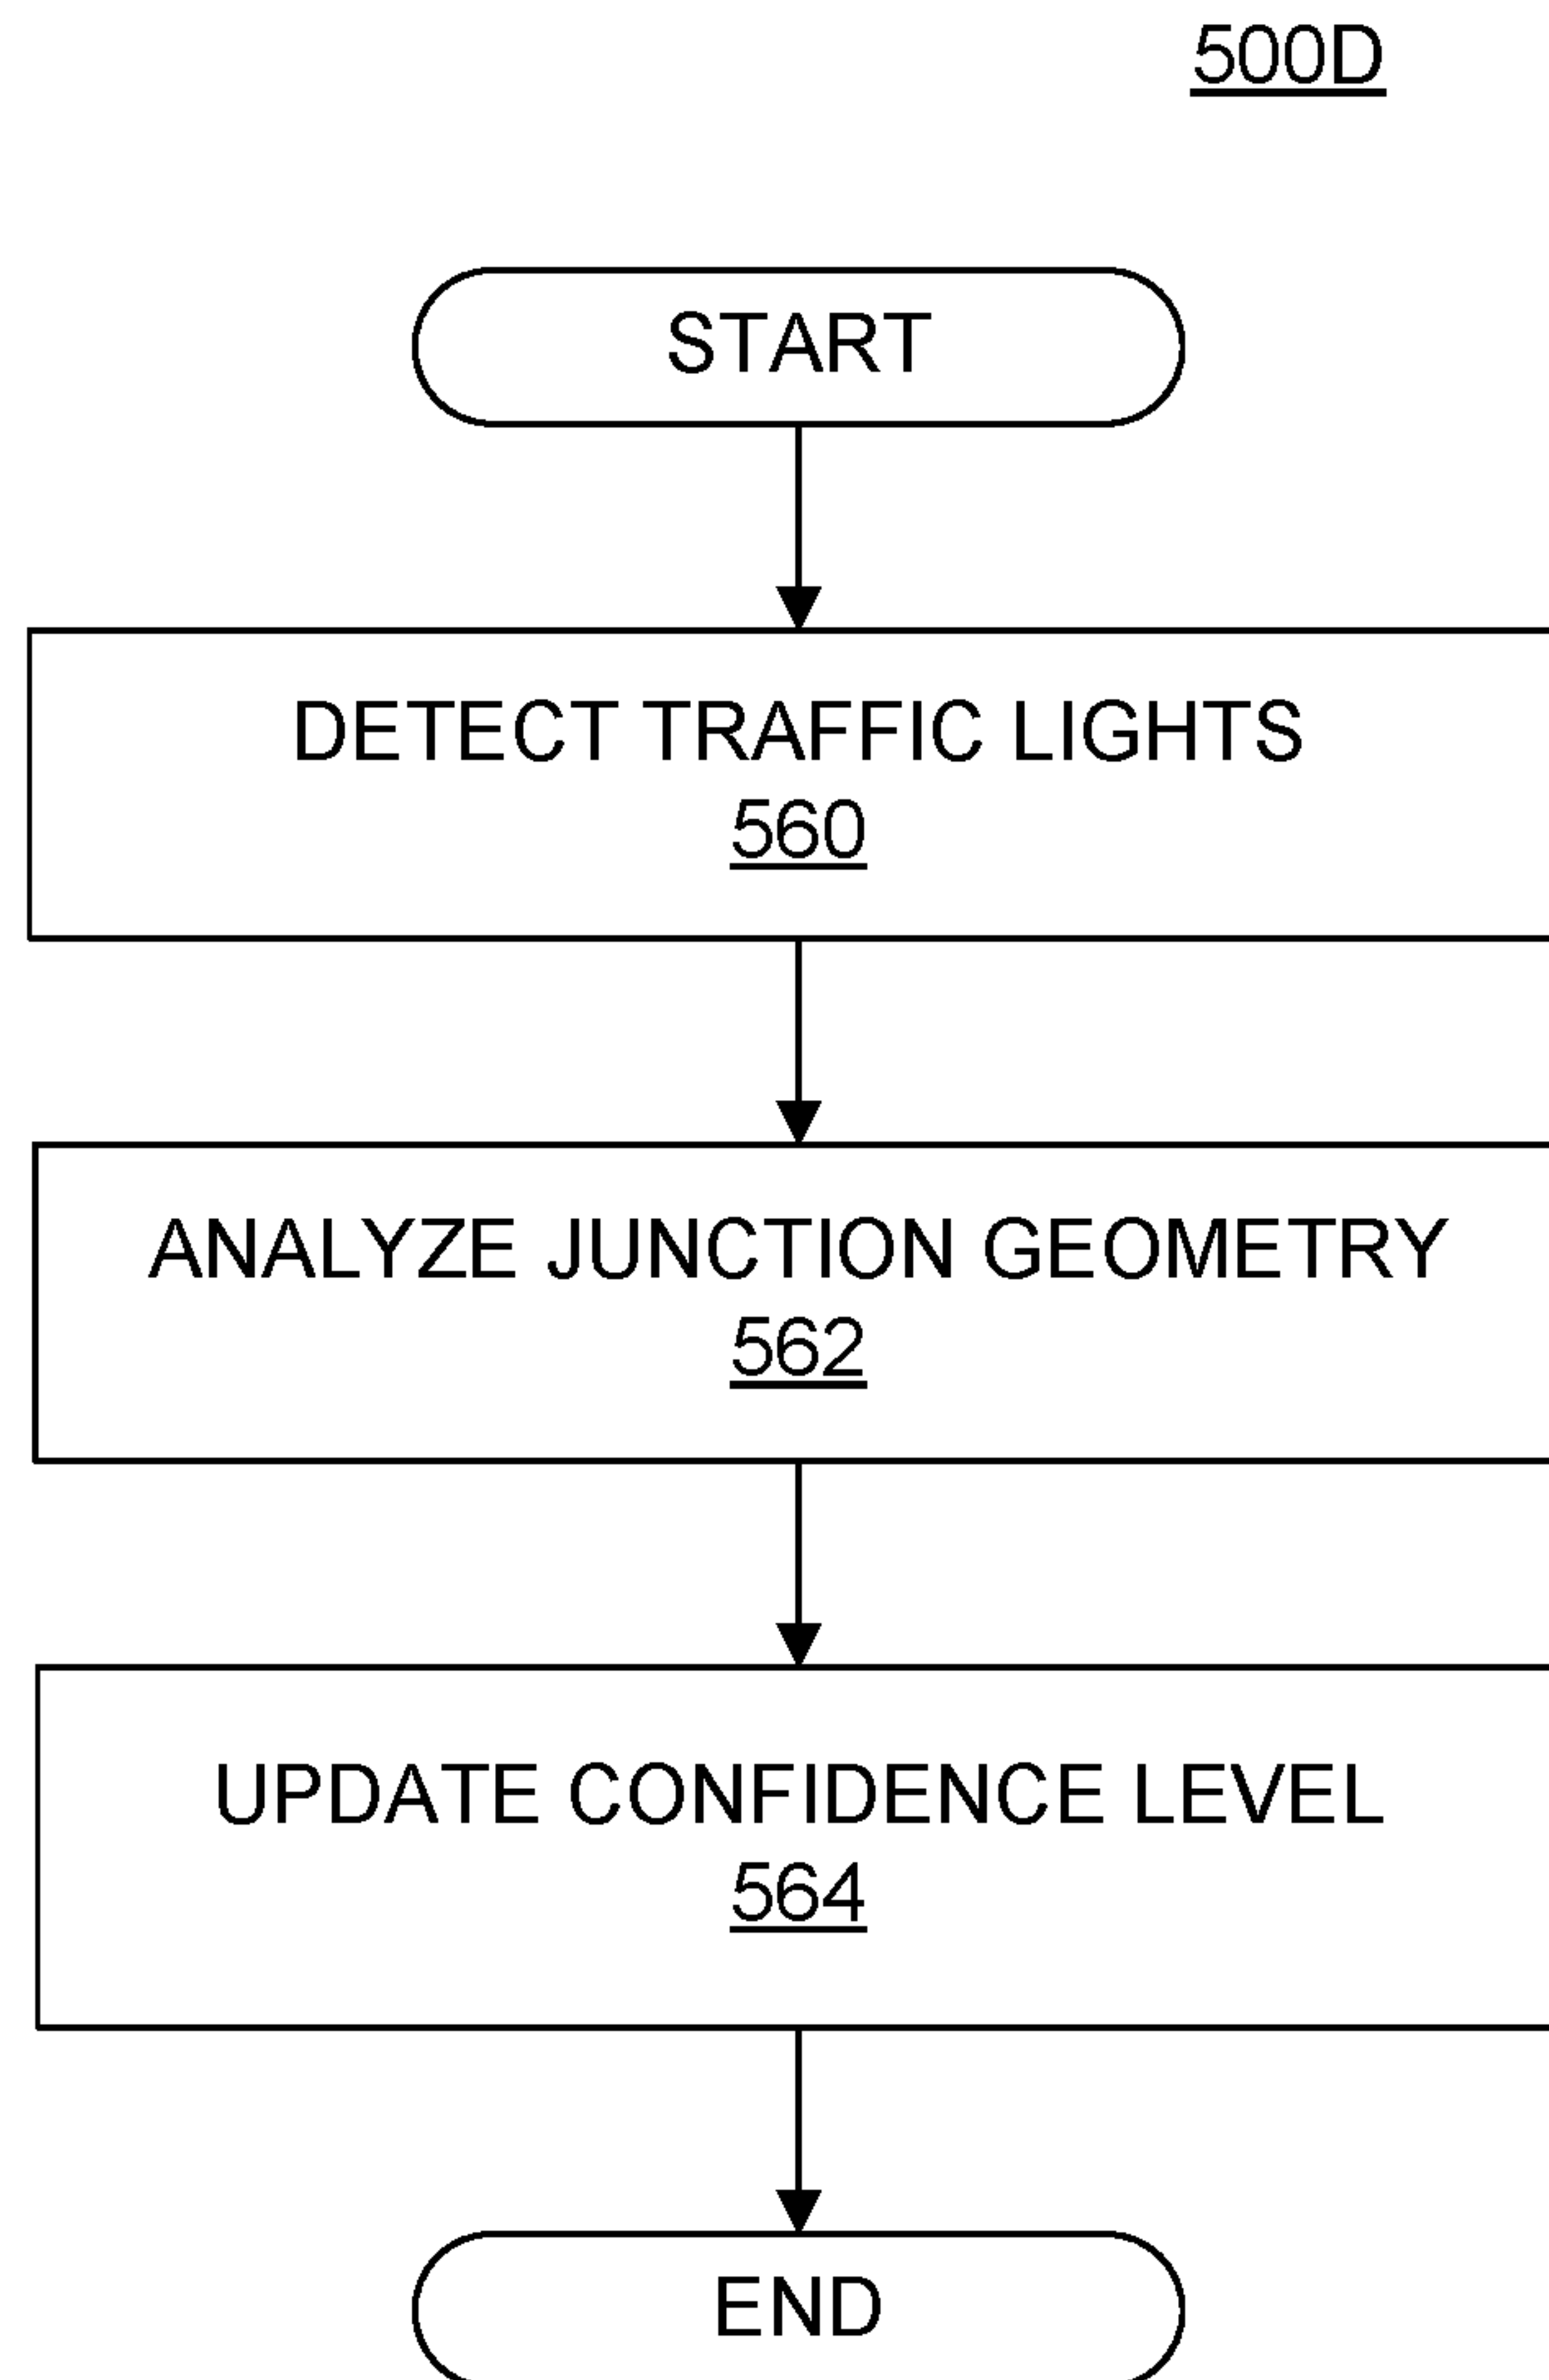 500D
START
DETECT TRAFFIC LIGHTS
560
ANALYZE JUNCTION GEOMETRY
562
UPDATE CONFIDENCE LEVEL
564
END